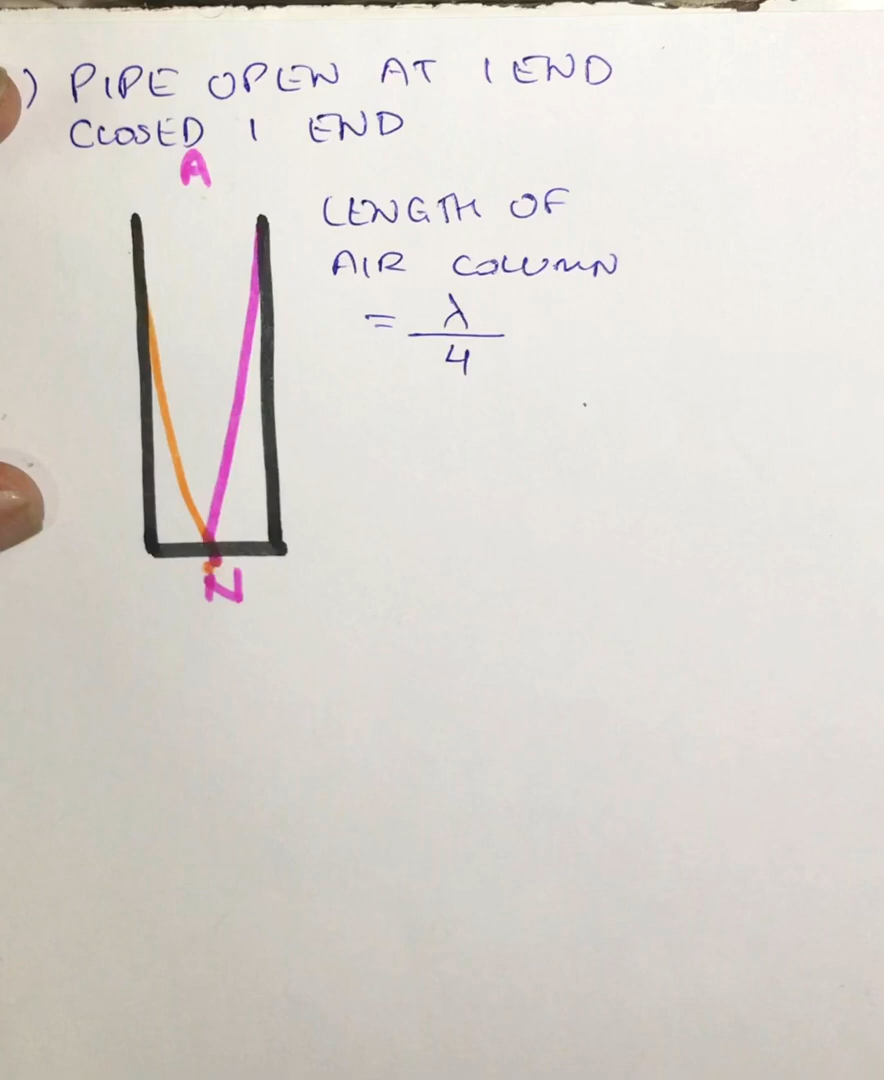 ) PIPE OPEN AT 1 END
CLOSED 1 END
A
LENGTH OF
AIR COLUMN
= λ
4
N